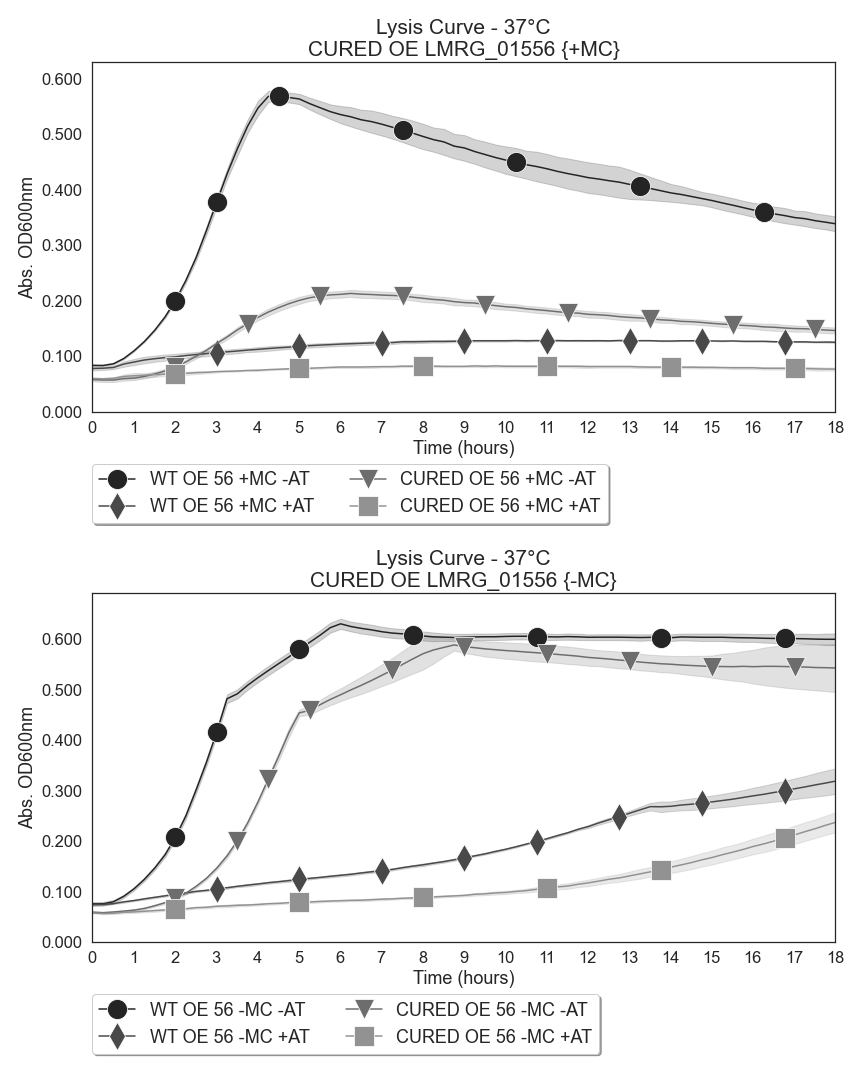 Lysis Curve - 37°C
CURED OE LMRG_01556 {+MC}
Abs. OD600nm
0.600
0.500
0.400
0.300
0.200
0.100
0.000
0 1 2 3 4 5 6 7 8 9 10 11 12 13 14 15 16 17 18
Time (hours)
WT OE 56 +MC -AT CURED OE 56 +MC -AT
WT OE 56 +MC +AT CURED OE 56 +MC +AT
Lysis Curve - 37°C
CURED OE LMRG_01556 {-MC}
Abs. OD600nm
0.600
0.500
0.400
0.300
0.200
0.100
0.000
0 1 2 3 4 5 6 7 8 9 10 11 12 13 14 15 16 17 18
Time (hours)
WT OE 56 -MC -AT CURED OE 56 -MC -AT
WT OE 56 -MC +AT CURED OE 56 -MC +AT